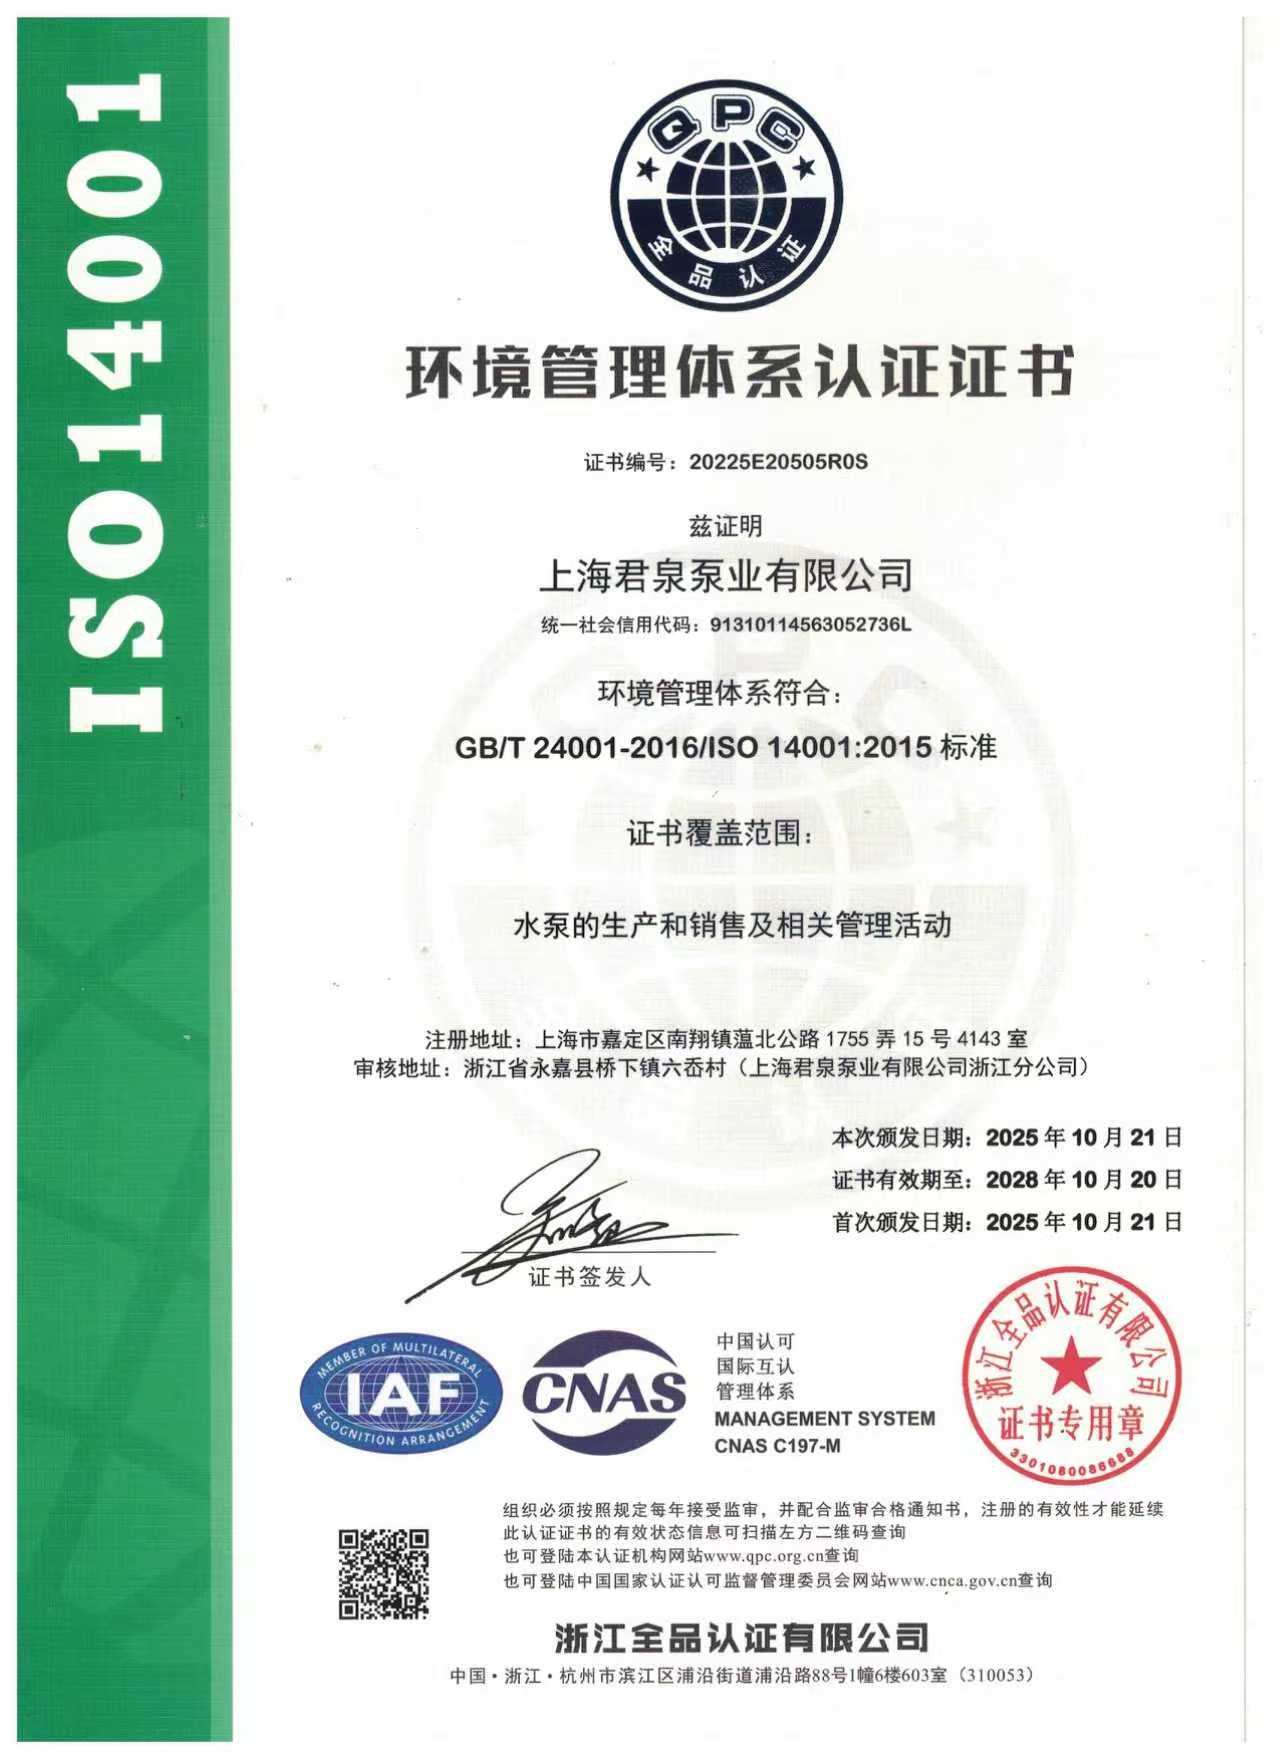 ISO14001
QPC
全品认证
环境管理体系认证证书
证书编号：20225E20505R0S
兹证明
上海君泉泵业有限公司
统一社会信用代码：91310114563052736L
环境管理体系符合：
GB/T 24001-2016/ISO 14001:2015 标准
证书覆盖范围：
水泵的生产和销售及相关管理活动
注册地址：上海市嘉定区南翔镇蕰北公路 1755 弄 15 号 4143 室
审核地址：浙江省永嘉县桥下镇六岙村（上海君泉泵业有限公司浙江分公司）
本次颁发日期：2025 年 10 月 21 日
证书有效期至：2028 年 10 月 20 日
首次颁发日期：2025 年 10 月 21 日
证书签发人
MEMBER OF MULTILATERAL
IAF
RECOGNITION ARRANGEMENT
CNAS
中国认可
国际互认
管理体系
MANAGEMENT SYSTEM
CNAS C197-M
浙江全品认证有限公司
证书专用章
3301080086688
组织必须按照规定每年接受监审，并配合监审合格通知书，注册的有效性才能延续
此认证证书的有效状态信息可扫描左方二维码查询
也可登陆本认证机构网站www.qpc.org.cn查询
也可登陆中国国家认证认可监督管理委员会网站www.cnca.gov.cn查询
浙江全品认证有限公司
中国·浙江·杭州市滨江区浦沿街道浦沿路88号1幢6楼603室（310053）